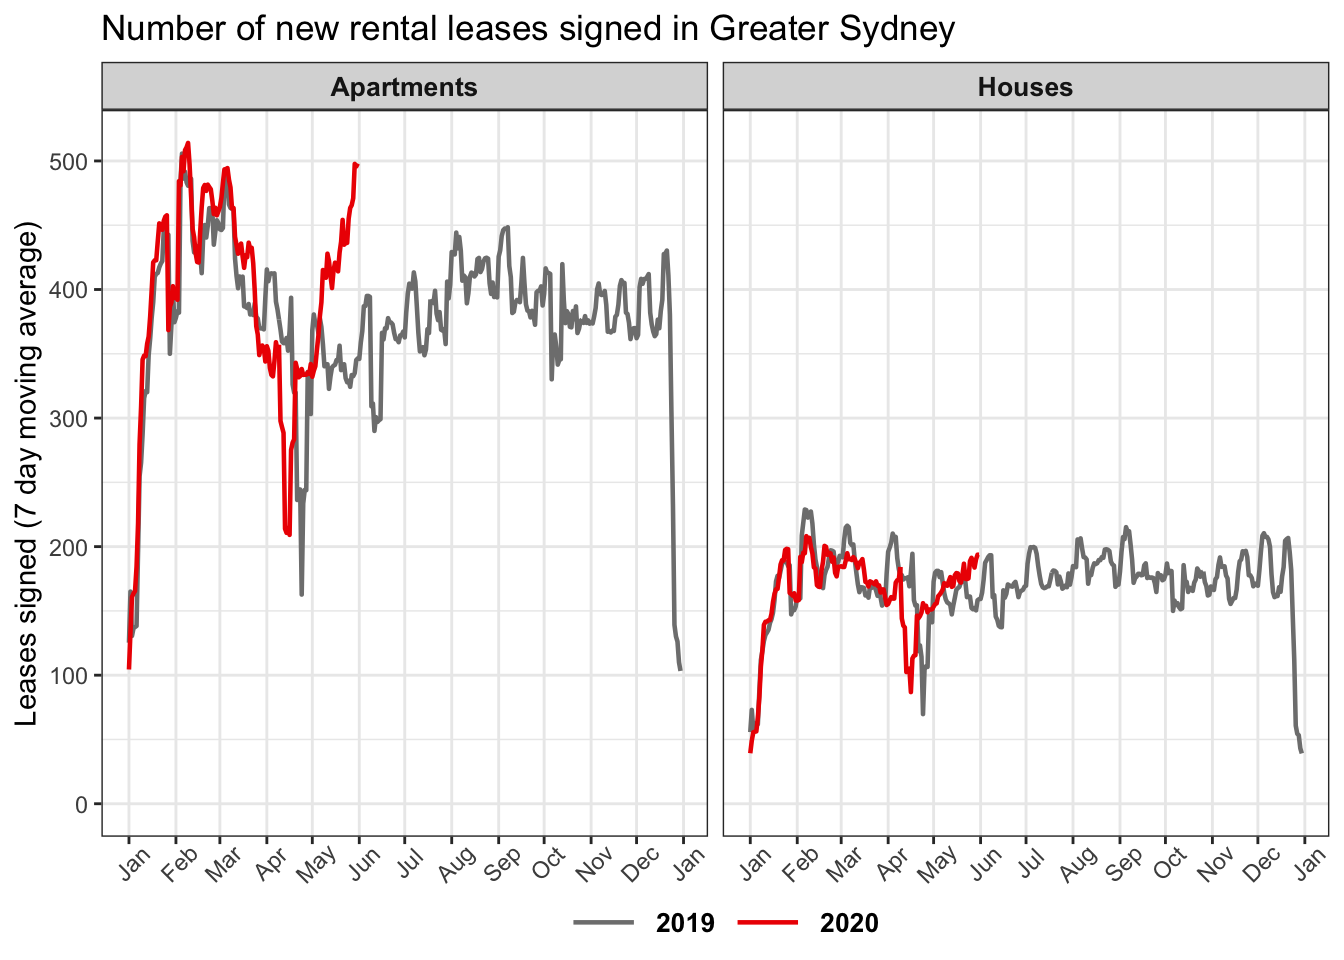 Number of new rental leases signed in Greater Sydney
Apartments
Houses
Leases signed (7 day moving average)
500
400
300
200
100
0
Jan Feb Mar Apr May Jun Jul Aug Sep Oct Nov Dec Jan
Jan Feb Mar Apr May Jun Jul Aug Sep Oct Nov Dec Jan
2019 2020